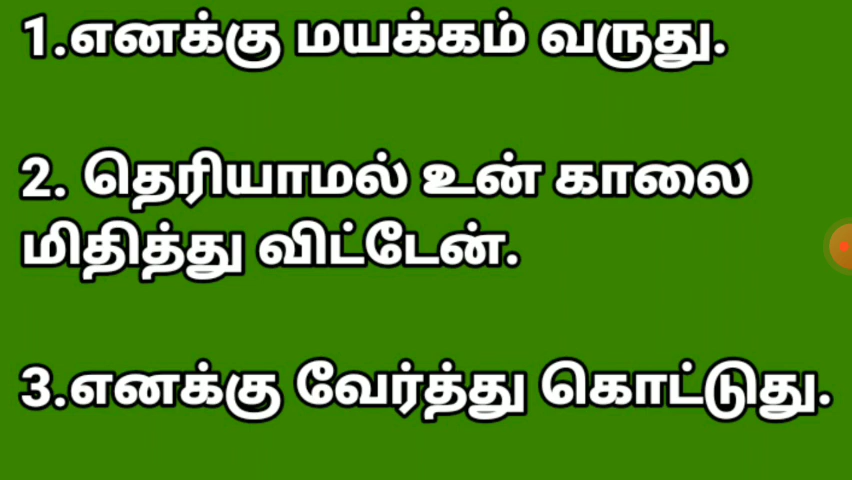 1.எனக்கு மயக்கம் வருது.
2. தெரியாமல் உன் காலை
மிதித்து விட்டேன்.
3.எனக்கு வேர்த்து கொட்டுது.